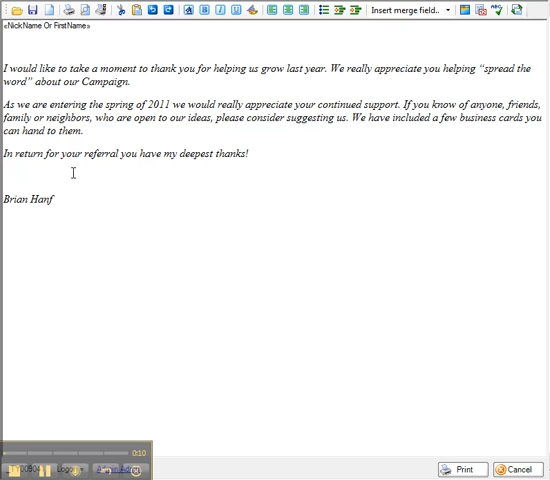 Insert merge field..
«NickName Or FirstName»
I would like to take a moment to thank you for helping us grow last year. We really appreciate you helping “spread the
word” about our Campaign.
As we are entering the spring of 2011 we would really appreciate your continued support. If you know of anyone, friends,
family or neighbors, who are open to our ideas, please consider suggesting us. We have included a few business cards you
can hand to them.
In return for your referral you have my deepest thanks!
Brian Hanf
0:10
Print
Cancel